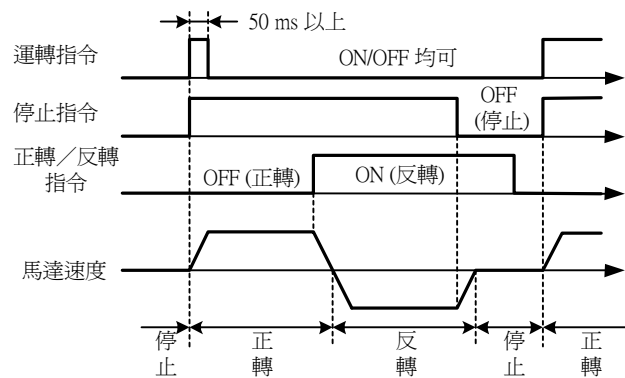 50 ms 以上
運轉指令
ON/OFF 均可
停止指令
OFF
(停止)
正轉／反轉
指令
OFF (正轉)
ON (反轉)
馬達速度
停止
正轉
反轉
停止
正轉